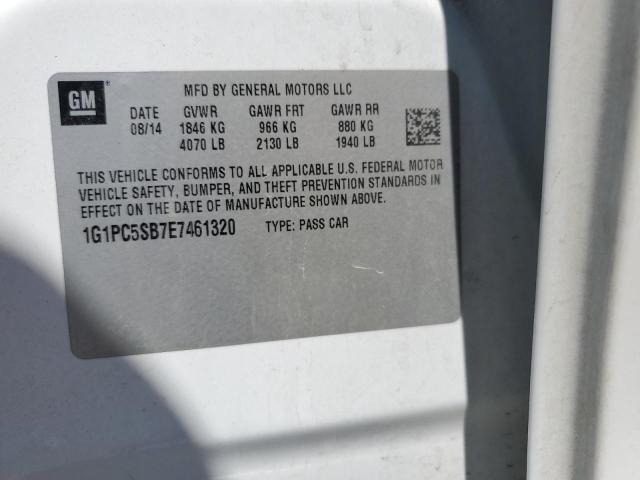 GM ®
MFD BY GENERAL MOTORS LLC
DATE GVWR GAWR FRT GAWR RR
08/14 1846 KG 966 KG 880 KG
4070 LB 2130 LB 1940 LB
THIS VEHICLE CONFORMS TO ALL APPLICABLE U.S. FEDERAL MOTOR
VEHICLE SAFETY, BUMPER, AND THEFT PREVENTION STANDARDS IN
EFFECT ON THE DATE OF MANUFACTURE SHOWN ABOVE.
1G1PC5SB7E7461320 TYPE: PASS CAR